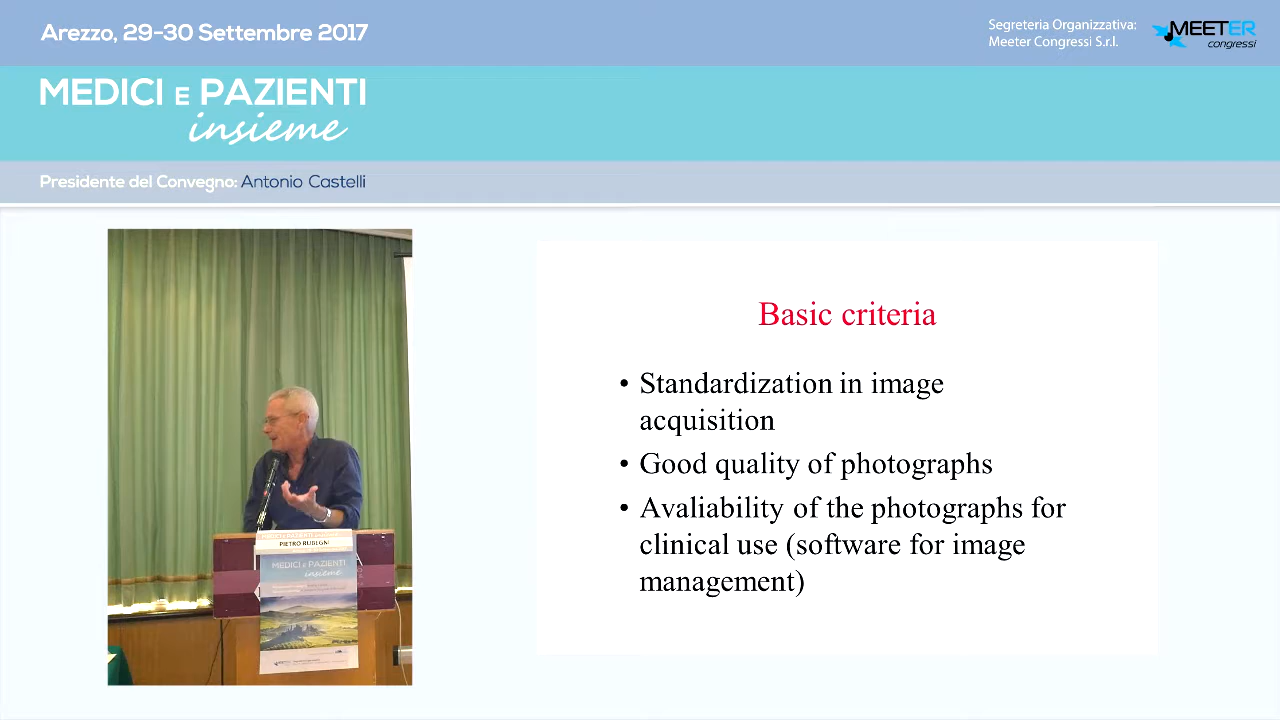 Arezzo, 29-30 Settembre 2017
Segreteria Organizzativa:
Meeter Congressi S.r.l.
MEETER
congressi
MEDICI E PAZIENTI
insieme
Presidente del Convegno: Antonio Castelli
PIETRO RUBEGNI
MEDICI E PAZIENTI
insieme
Basic criteria
• Standardization in image
acquisition
• Good quality of photographs
• Avaliability of the photographs for
clinical use (software for image
management)